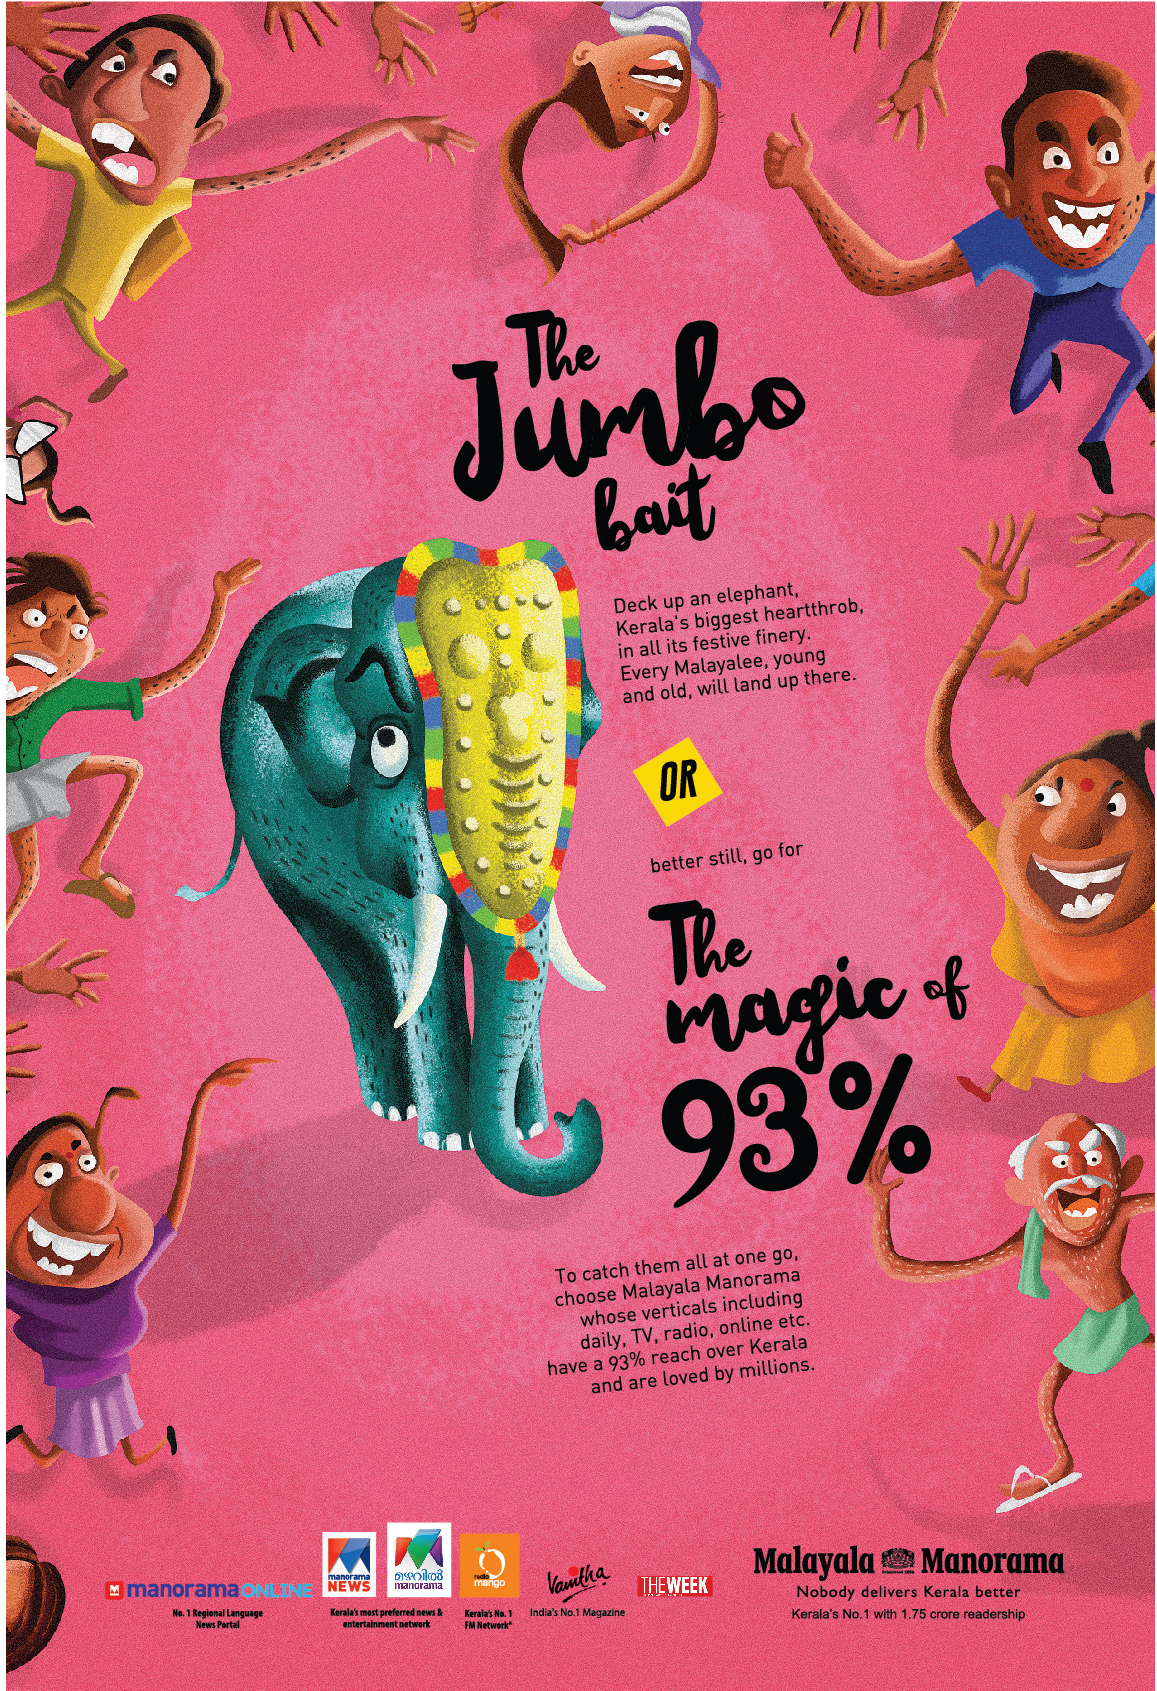 The
Jumbo
bait
Deck up an elephant,
Kerala's biggest heartthrob,
in all its festive finery.
Every Malayalee, young
and old, will land up there.
OR
better still, go for
The
magic of
93%
To catch them all at one go,
choose Malayala Manorama
whose verticals including
daily, TV, radio, online etc.
have a 93% reach over Kerala
and are loved by millions.
manorama ONLINE
No. 1 Regional Language
News Portal
manorama
NEWS
മഴവിൽ
manorama
Kerala's most preferred news &
entertainment network
radio
mango
Kerala's No. 1
FM Network*
Vanitha
India's No.1 Magazine
THE WEEK
Malayala Manorama
Nobody delivers Kerala better
Kerala's No.1 with 1.75 crore readership